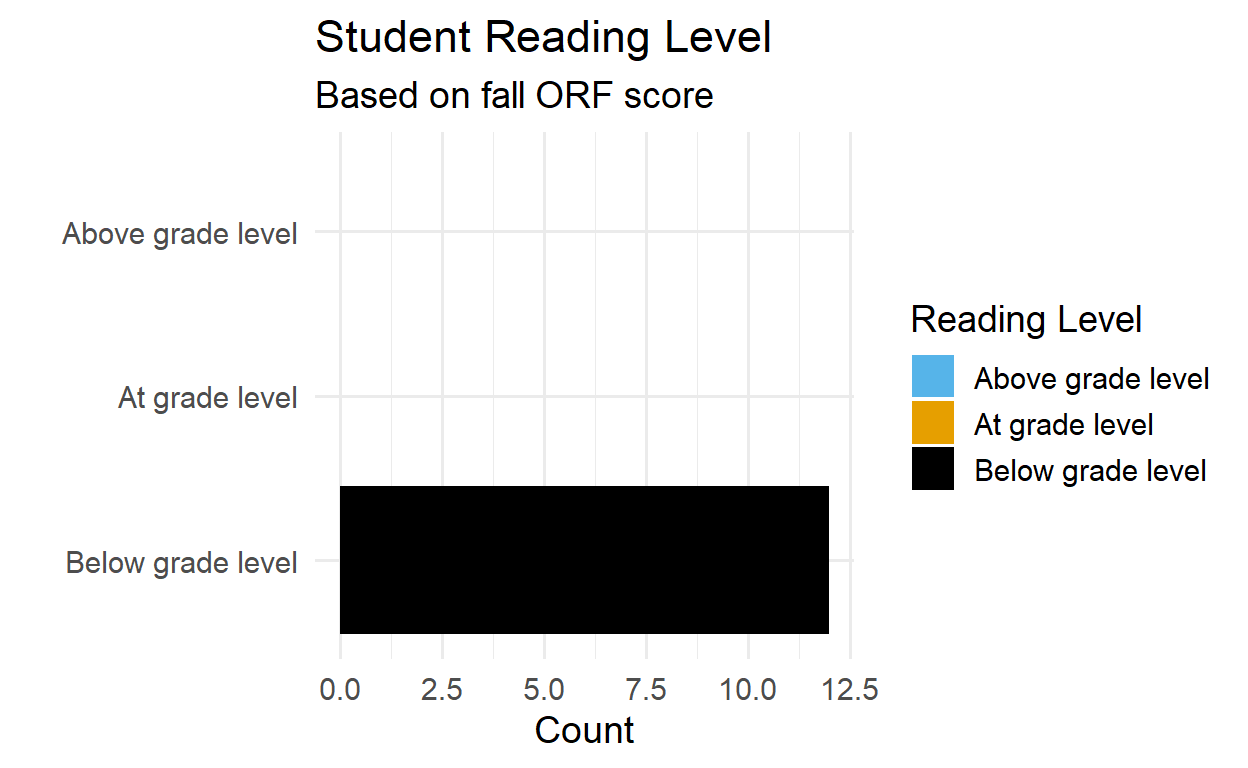 Student Reading Level
Based on fall ORF score
Above grade level
At grade level
Below grade level
0.0 2.5 5.0 7.5 10.0 12.5
Count
Reading Level
Above grade level
At grade level
Below grade level